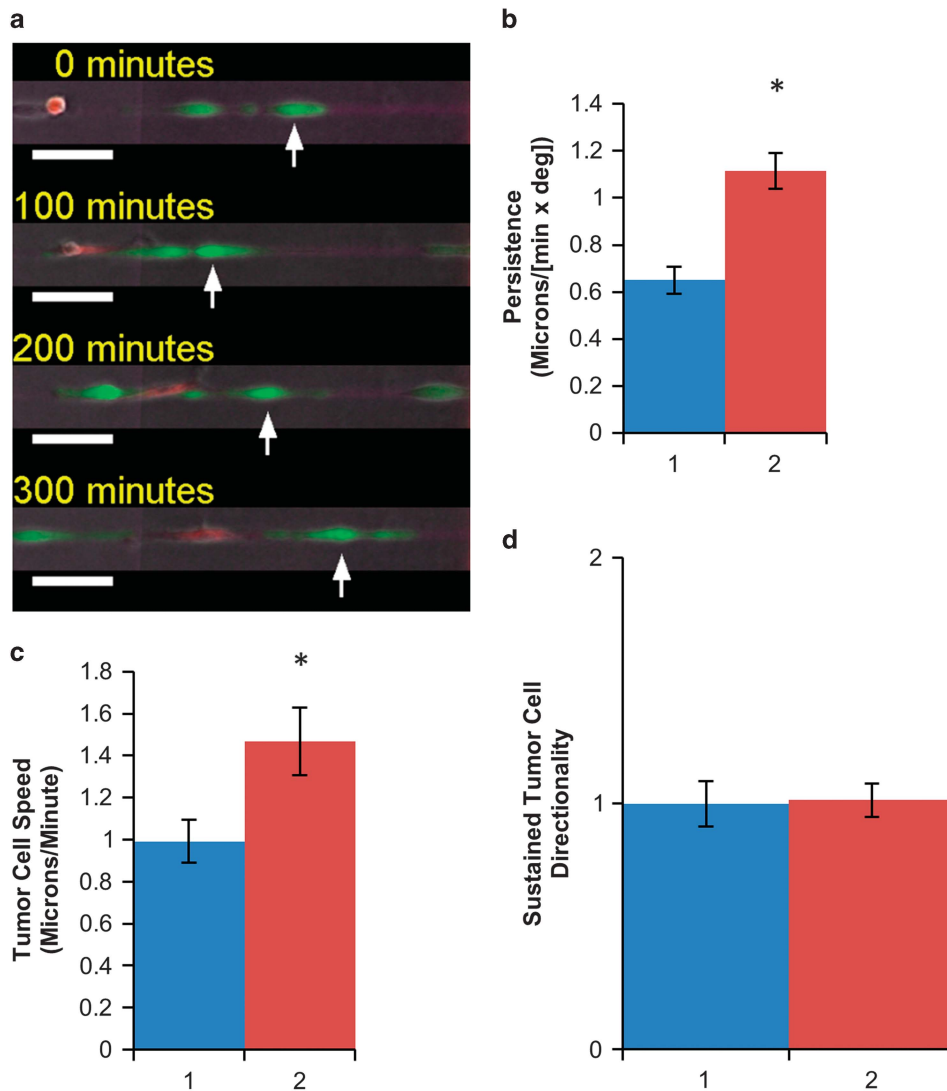 a
0 minutes
100 minutes
200 minutes
300 minutes
b
*
Persistence
(Microns/[min x deg])
1.4
1.2
1
0.8
0.6
0.4
0.2
0
1
2
c
*
Tumor Cell Speed
(Microns/Minute)
1.8
1.6
1.4
1.2
1
0.8
0.6
0.4
0.2
0
1
2
d
Sustained Tumor Cell
Directionality
2
1
0
1
2